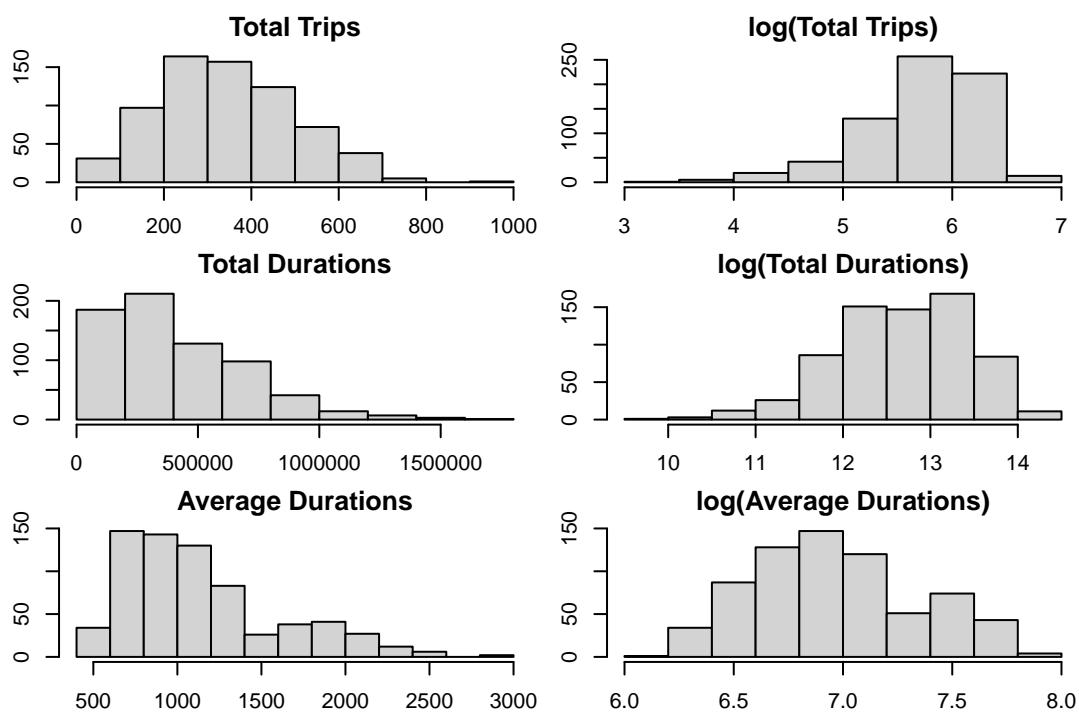 Total Trips
150
50
0
0 200 400 600 800 1000
log(Total Trips)
250
100
0
3 4 5 6 7
Total Durations
200
100
0
0 500000 1000000 1500000
log(Total Durations)
150
50
0
10 11 12 13 14
Average Durations
150
50
0
500 1000 1500 2000 2500 3000
log(Average Durations)
150
50
0
6.0 6.5 7.0 7.5 8.0